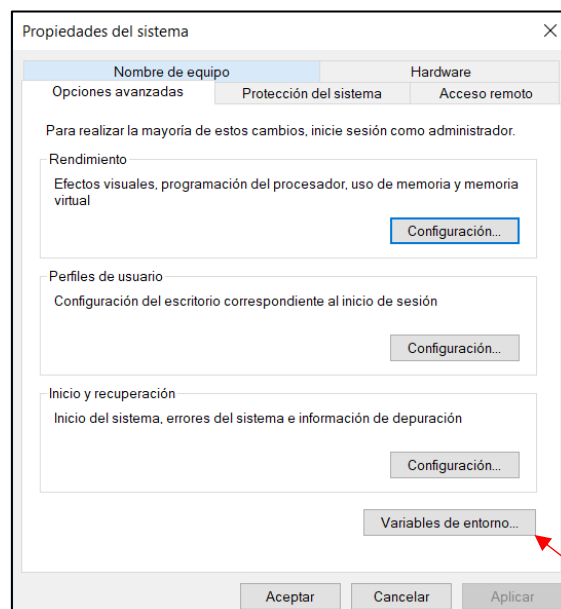 Propiedades del sistema
Nombre de equipo
Hardware
Opciones avanzadas
Protección del sistema
Acceso remoto
Para realizar la mayoría de estos cambios, inicie sesión como administrador.
Rendimiento
Efectos visuales, programación del procesador, uso de memoria y memoria
virtual
Configuración...
Perfiles de usuario
Configuración del escritorio correspondiente al inicio de sesión
Configuración...
Inicio y recuperación
Inicio del sistema, errores del sistema e información de depuración
Configuración...
Variables de entorno...
Aceptar
Cancelar
Aplicar